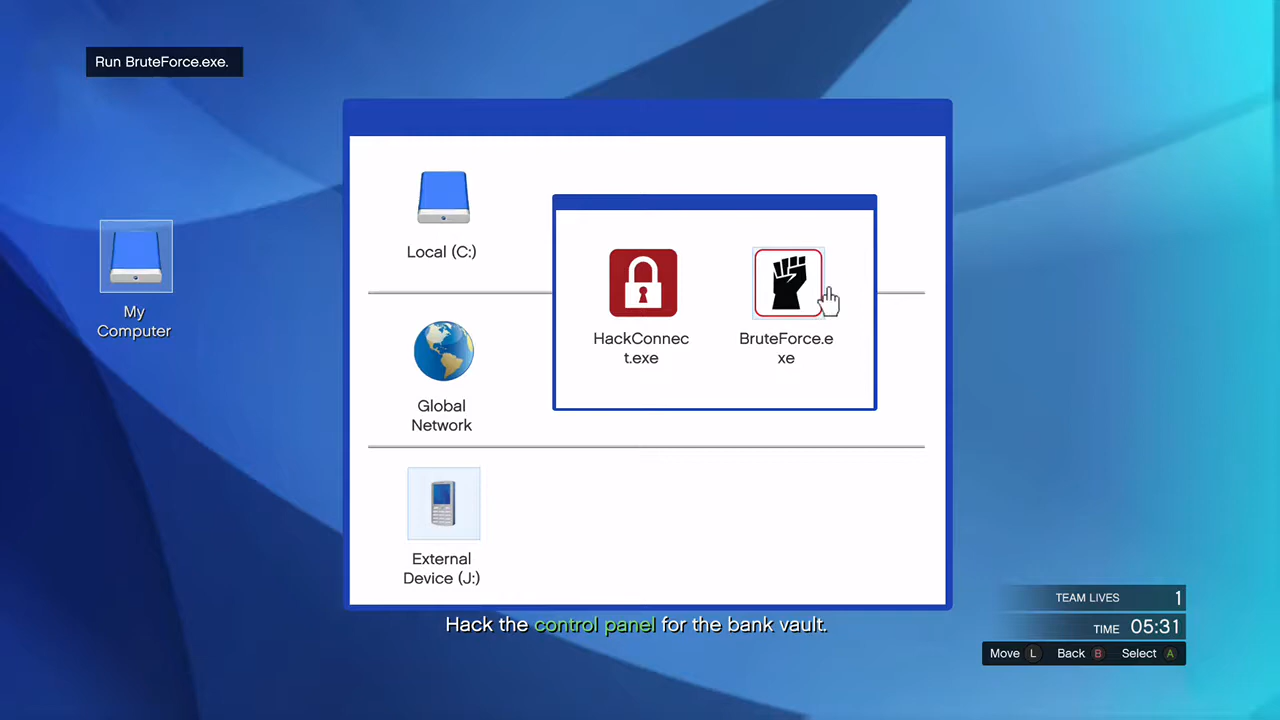 Run BruteForce.exe.
Local (C:)
HackConnec
t.exe
BruteForce.e
xe
My
Computer
Global
Network
External
Device (J:)
Hack the control panel for the bank vault.
TEAM LIVES 1
TIME 05:31
Move L Back B Select A